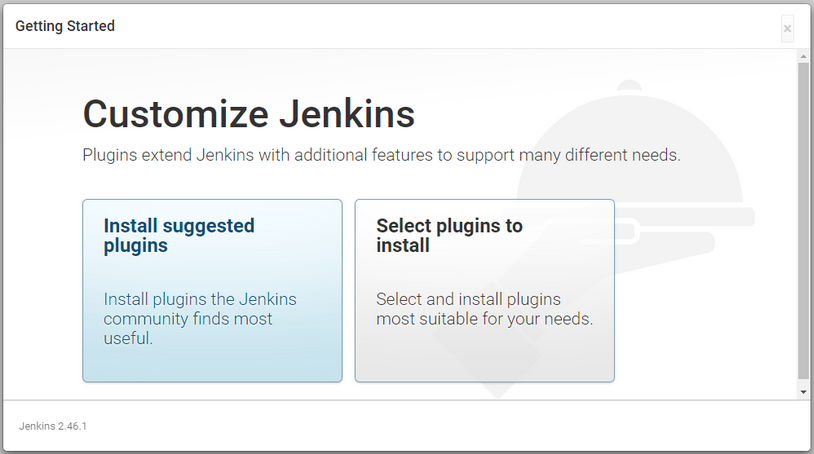 Getting Started
×
Customize Jenkins
Plugins extend Jenkins with additional features to support many different needs.
Install suggested
plugins
Install plugins the Jenkins
community finds most
useful.
Select plugins to
install
Select and install plugins
most suitable for your needs.
Jenkins 2.46.1